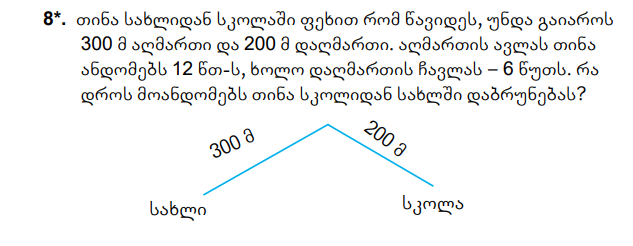 8*. თინა სახლიდან სკოლაში ფეხით რომ წავიდეს, უნდა გაიაროს
300 მ აღმართი და 200 მ დაღმართი. აღმართის ავლას თინა
ანდომებს 12 წთ-ს, ხოლო დაღმართის ჩავლას – 6 წუთს. რა
დროს მოანდომებს თინა სკოლიდან სახლში დაბრუნებას?
300 მ
200 მ
სახლი
სკოლა